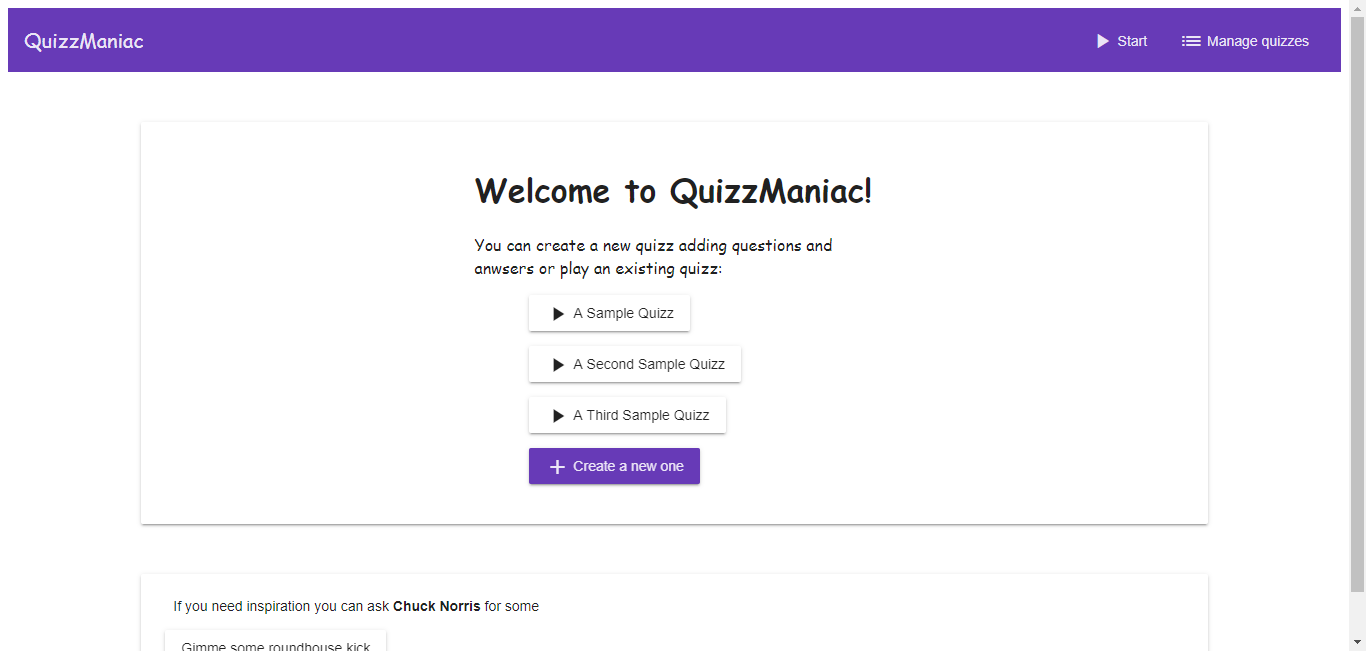 QuizzManiac
Start
Manage quizzes
Welcome to QuizzManiac!
You can create a new quizz adding questions and
anwsers or play an existing quizz:
A Sample Quizz
A Second Sample Quizz
A Third Sample Quizz
Create a new one
If you need inspiration you can ask Chuck Norris for some
Gimme some roundhouse kick